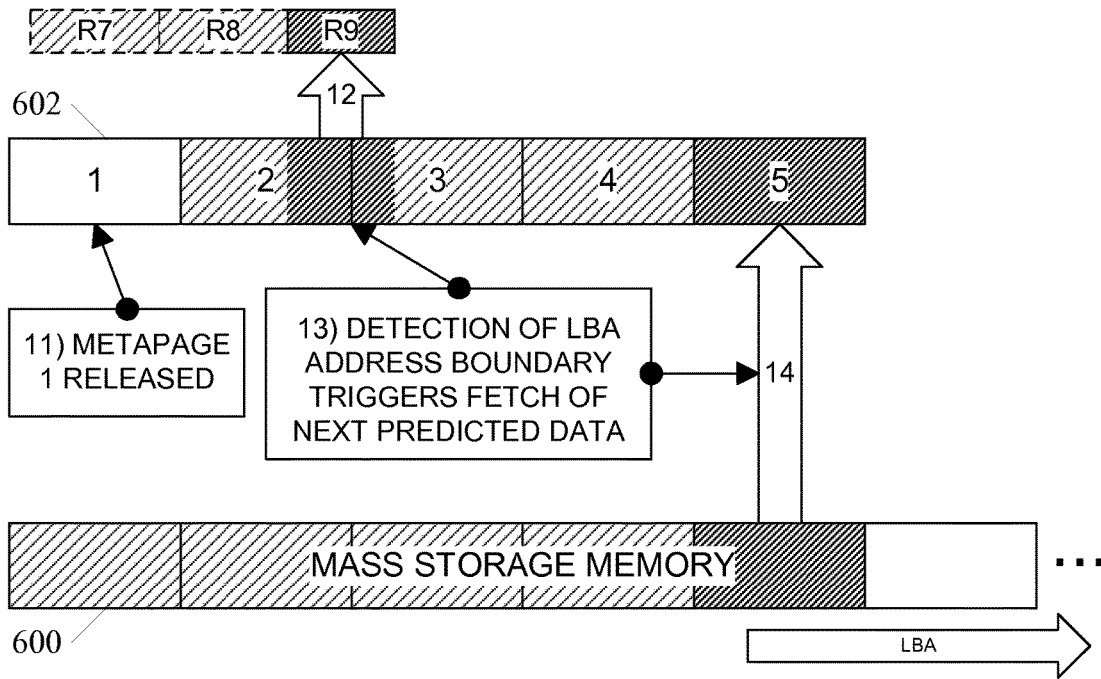 R7 R8 R9
12
602
1 2 3 4 5
11) METAPAGE
1 RELEASED
13) DETECTION OF LBA
ADDRESS BOUNDARY
TRIGGERS FETCH OF
NEXT PREDICTED DATA
14
MASS STORAGE MEMORY
...
600
LBA